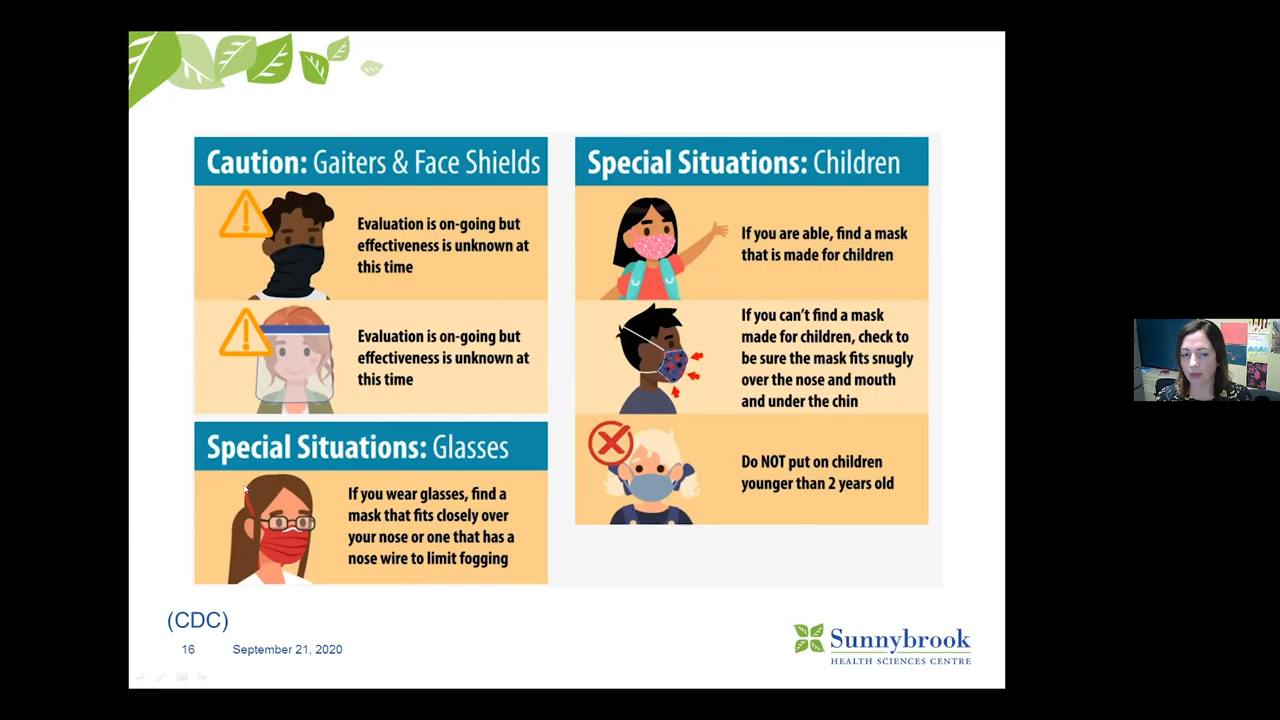 Caution: Gaiters & Face Shields
Evaluation is on-going but
effectiveness is unknown at
this time
Evaluation is on-going but
effectiveness is unknown at
this time
Special Situations: Glasses
If you wear glasses, find a
mask that fits closely over
your nose or one that has a
nose wire to limit fogging
Special Situations: Children
If you are able, find a mask
that is made for children
If you can't find a mask
made for children, check to
be sure the mask fits snugly
over the nose and mouth
and under the chin
Do NOT put on children
younger than 2 years old
(CDC)
16 September 21, 2020
Sunnybrook
HEALTH SCIENCES CENTRE